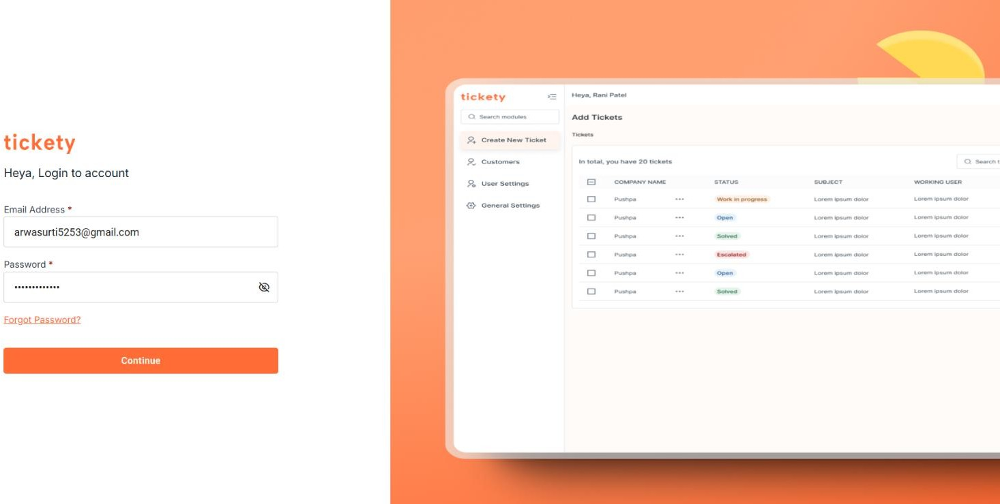 tickety
Heya, Login to account
Email Address *
arwasurti5253@gmail.com
Password *
•••••••••••••
Forgot Password?
Continue
tickety
Search modules
Create New Ticket
Customers
User Settings
General Settings
Heya, Rani Patel
Add Tickets
Tickets
In total, you have 20 tickets
Search t
COMPANY NAME STATUS SUBJECT WORKING USER
Pushpa ••• Work in progress Lorem ipsum dolor Lorem ipsum dolor
Pushpa ••• Open Lorem ipsum dolor Lorem ipsum dolor
Pushpa ••• Solved Lorem ipsum dolor Lorem ipsum dolor
Pushpa ••• Escalated Lorem ipsum dolor Lorem ipsum dolor
Pushpa ••• Open Lorem ipsum dolor Lorem ipsum dolor
Pushpa ••• Solved Lorem ipsum dolor Lorem ipsum dolor